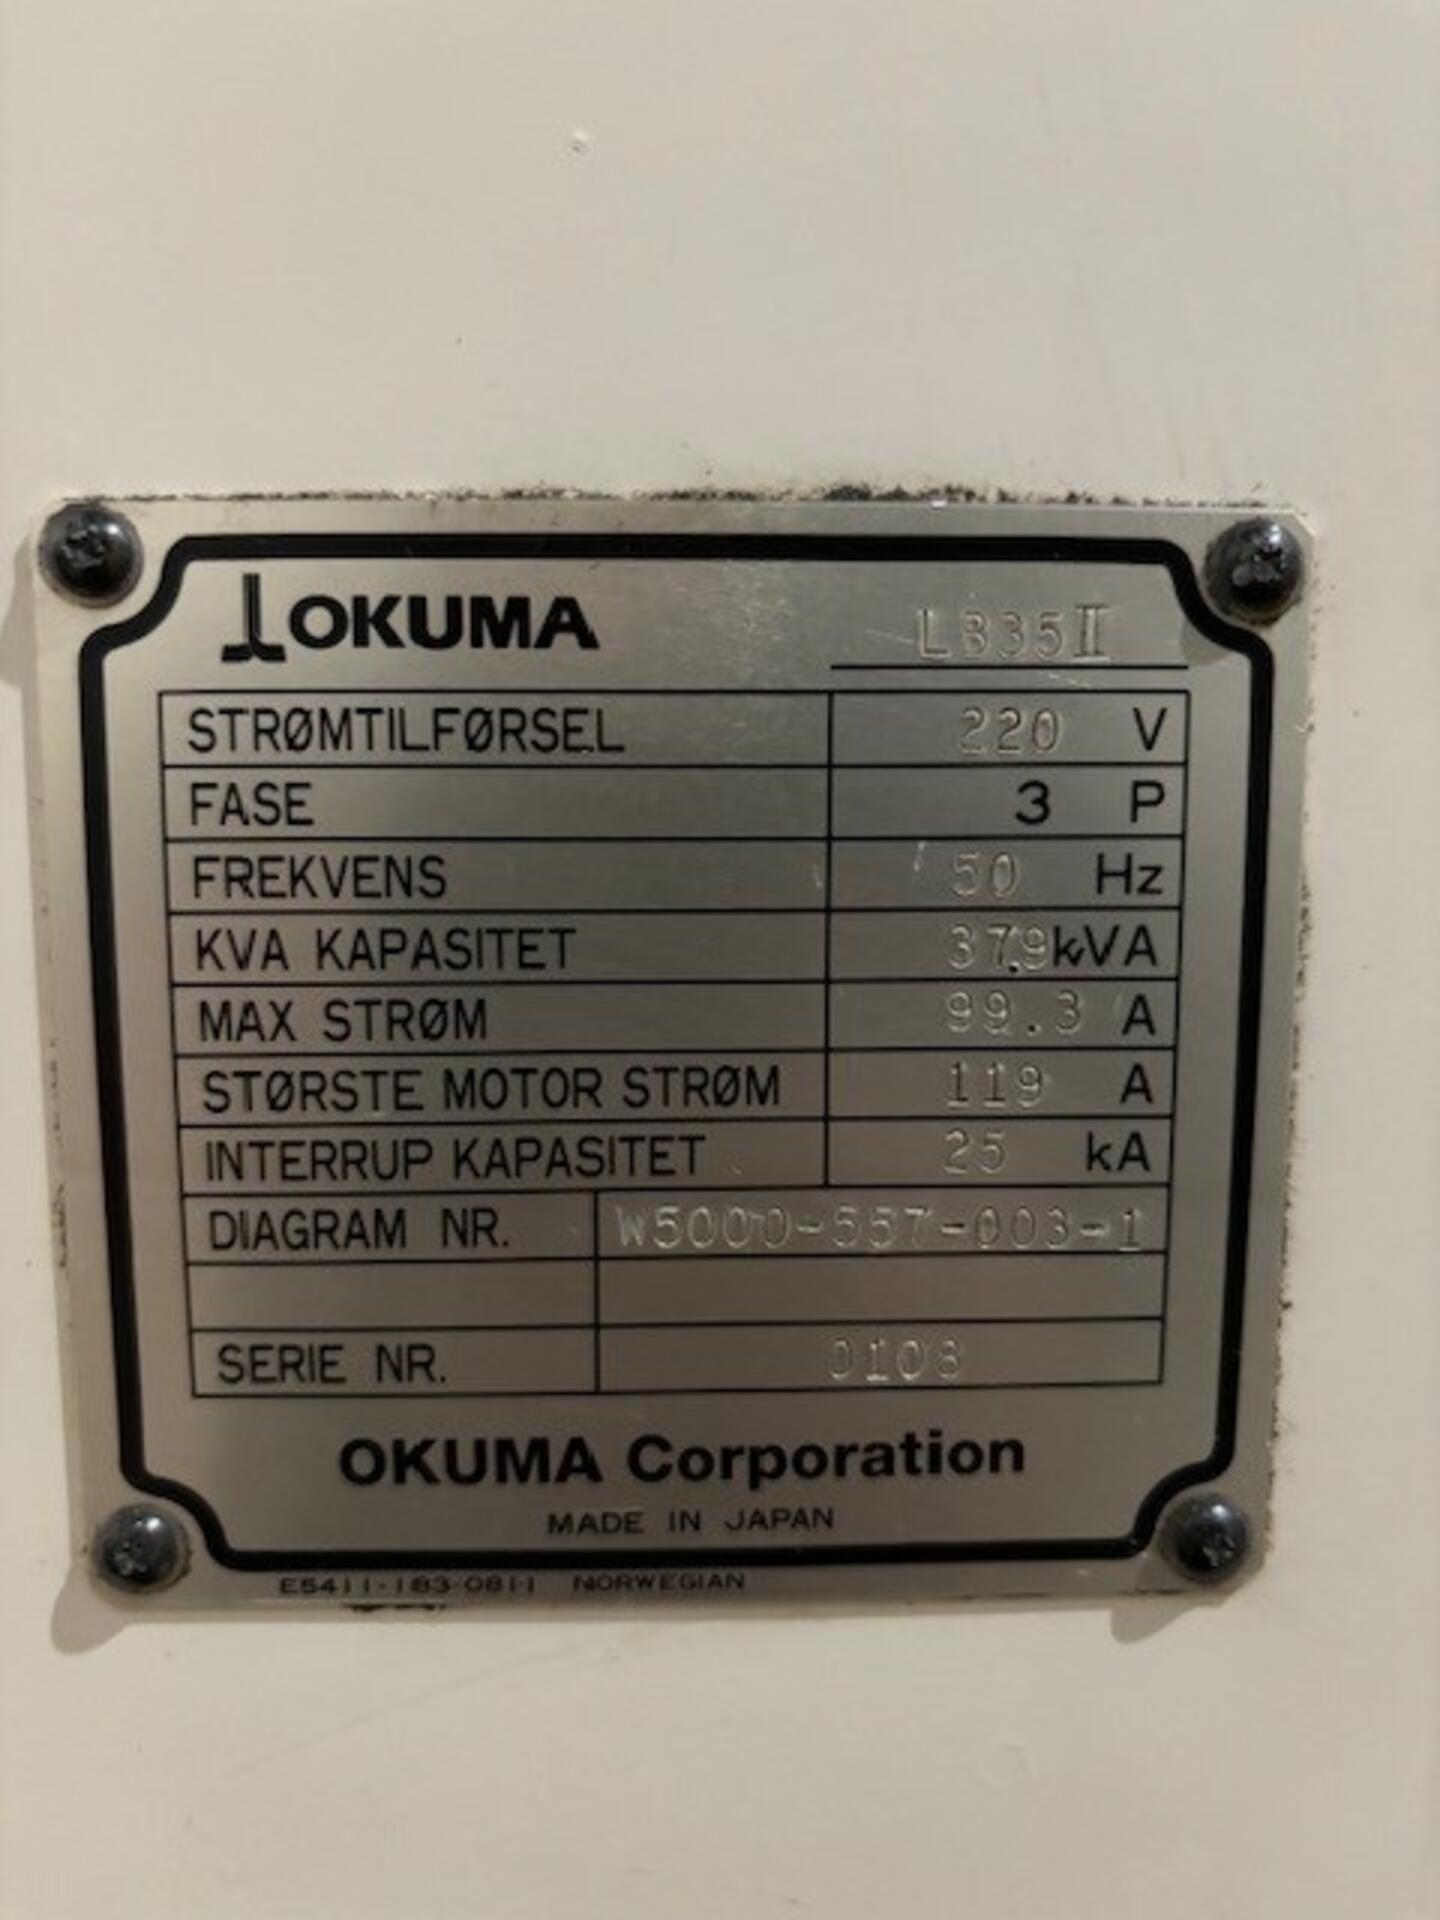 OKUMA LB35II
STRØMTILFØRSEL 220 V
FASE 3 P
FREKVENS 50 Hz
KVA KAPASITET 37.9 kVA
MAX STRØM 99.3 A
STØRSTE MOTOR STRØM 119 A
INTERRUP KAPASITET 25 kA
DIAGRAM NR. W5000-557-003-1
SERIE NR. 0108
OKUMA Corporation
MADE IN JAPAN
E5411-183-081-1 NORWEGIAN